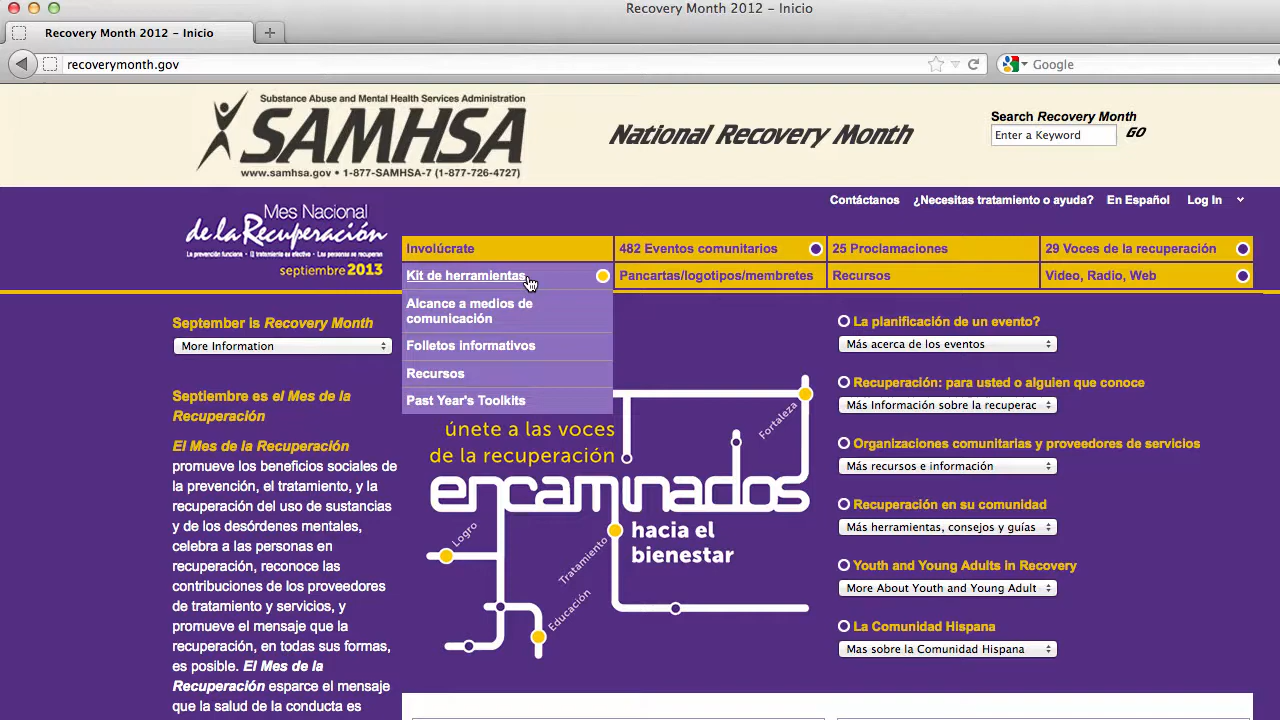 Recovery Month 2012 - Inicio
Recovery Month 2012 - Inicio
recoverymonth.gov
Google
Substance Abuse and Mental Health Services Administration
SAMHSA
www.samhsa.gov • 1-877-SAMHSA-7 (1-877-726-4727)
National Recovery Month
Search Recovery Month
Enter a Keyword
GO
Contáctanos ¿Necesitas tratamiento o ayuda? En Español Log In
Mes Nacional
de la Recuperación
La prevención funciona • El tratamiento es efectivo • Las personas se recuperan
septiembre 2013
Involúcrate
482 Eventos comunitarios
25 Proclamaciones
29 Voces de la recuperación
Kit de herramientas
Pancartas/logotipos/membretes
Recursos
Video, Radio, Web
Alcance a medios de
comunicación
Folletos informativos
Recursos
Past Year's Toolkits
September is Recovery Month
More Information
Septiembre es el Mes de la
Recuperación
El Mes de la Recuperación
promueve los beneficios sociales de
la prevención, el tratamiento, y la
recuperación del uso de sustancias
y de los desórdenes mentales,
celebra a las personas en
recuperación, reconoce las
contribuciones de los proveedores
de tratamiento y servicios, y
promueve el mensaje que la
recuperación, en todas sus formas,
es posible. El Mes de la
Recuperación esparce el mensaje
que la salud de la conducta es
únete a las voces
de la recuperación
encaminados
hacia el
bienestar
Fortaleza
Logro
Tratamiento
Educación
La planificación de un evento?
Más acerca de los eventos
Recuperación: para usted o alguien que conoce
Más Información sobre la recuperac
Organizaciones comunitarias y proveedores de servicios
Más recursos e información
Recuperación en su comunidad
Más herramientas, consejos y guías
Youth and Young Adults in Recovery
More About Youth and Young Adult
La Comunidad Hispana
Mas sobre la Comunidad Hispana